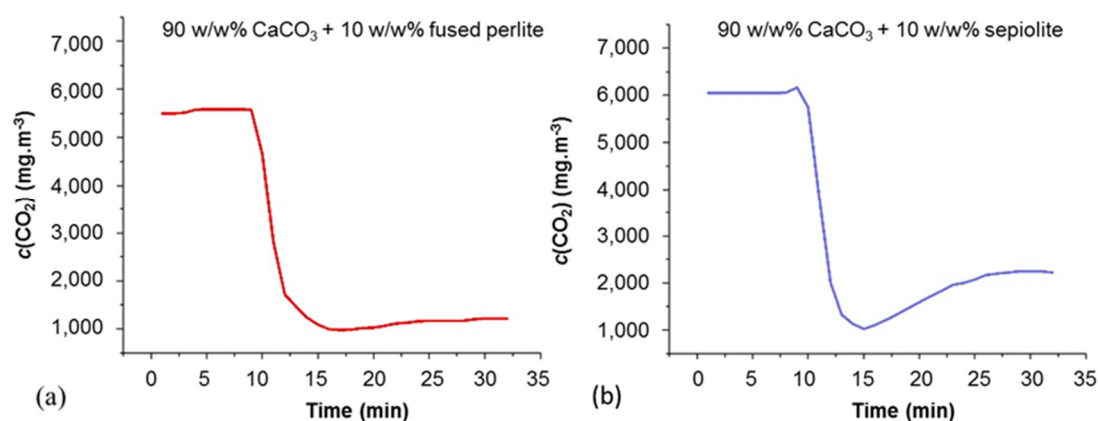 90 w/w% CaCO₃ + 10 w/w% fused perlite
7,000
6,000
5,000
4,000
3,000
2,000
1,000
c(CO₂) (mg.m⁻³)
0 5 10 15 20 25 30 35
Time (min)
(a)
90 w/w% CaCO₃ + 10 w/w% sepiolite
7,000
6,000
5,000
4,000
3,000
2,000
1,000
c(CO₂) (mg.m⁻³)
0 5 10 15 20 25 30 35
Time (min)
(b)